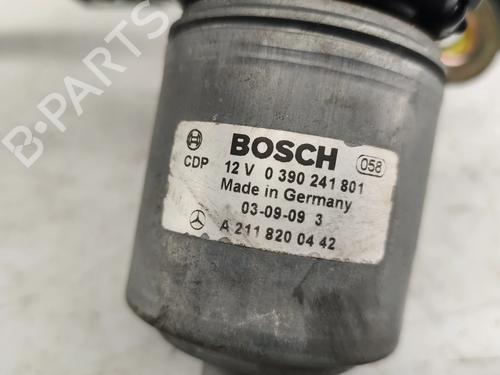 B-Parts
BOSCH 058
CDP 12 V 0 390 241 801
Made in Germany
03-09-09 3
A 211 820 04 42